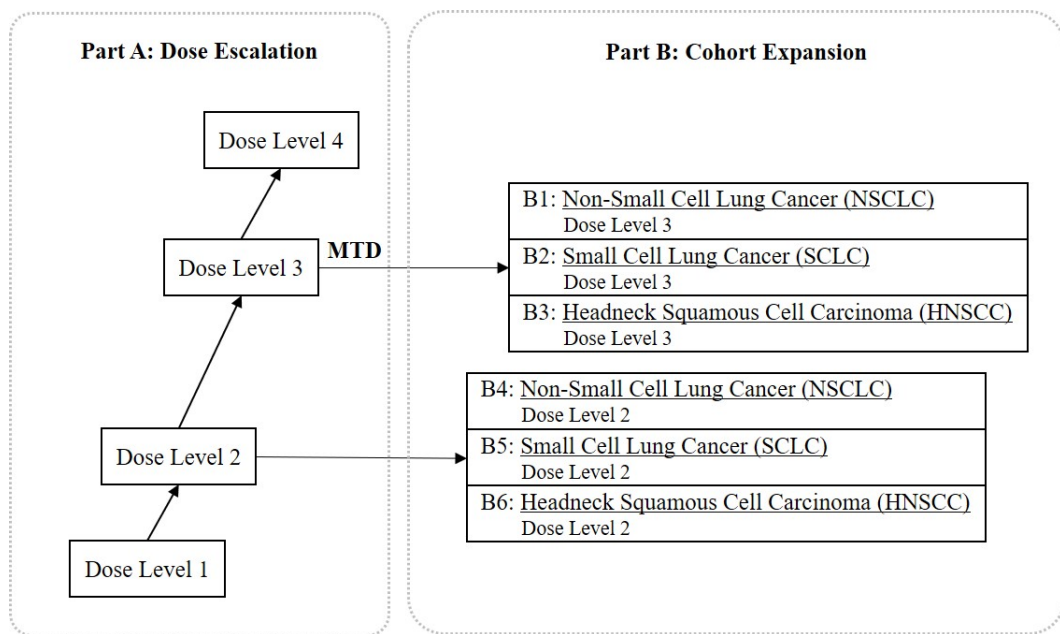 Part A: Dose Escalation
Dose Level 4
Dose Level 3
MTD
Dose Level 2
Dose Level 1
Part B: Cohort Expansion
B1: Non-Small Cell Lung Cancer (NSCLC)
Dose Level 3
B2: Small Cell Lung Cancer (SCLC)
Dose Level 3
B3: Headneck Squamous Cell Carcinoma (HNSCC)
Dose Level 3
B4: Non-Small Cell Lung Cancer (NSCLC)
Dose Level 2
B5: Small Cell Lung Cancer (SCLC)
Dose Level 2
B6: Headneck Squamous Cell Carcinoma (HNSCC)
Dose Level 2